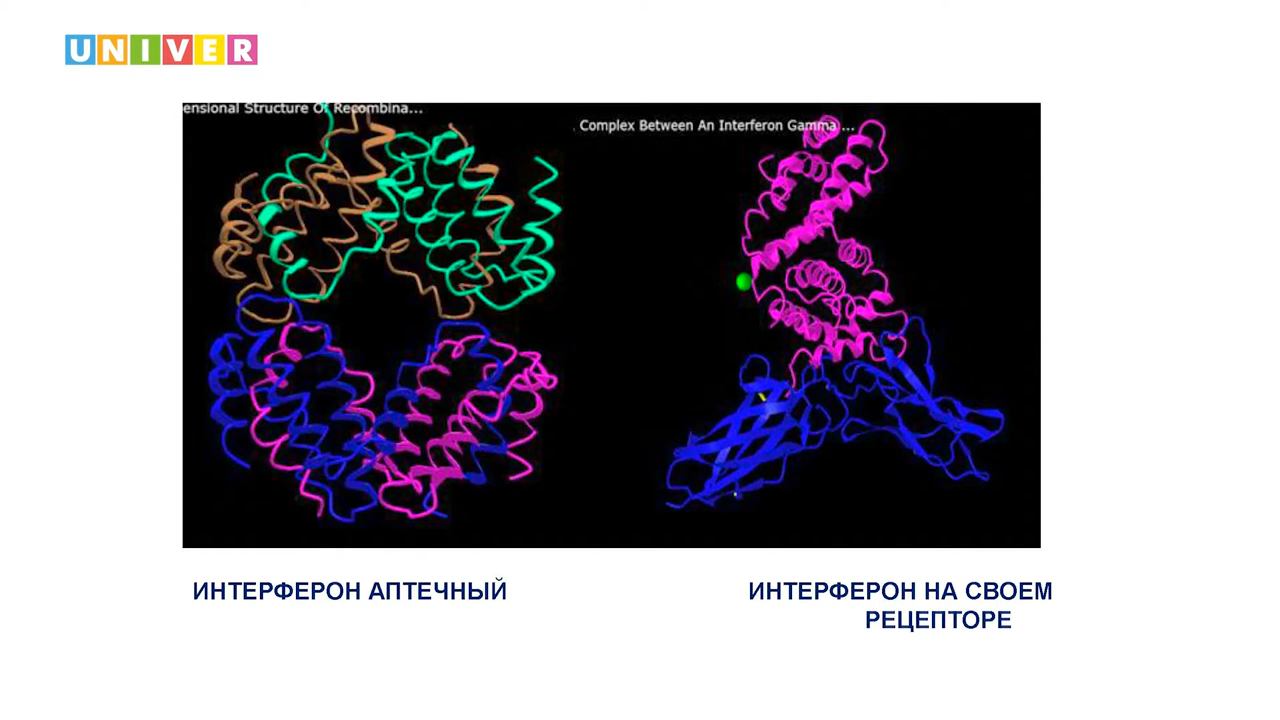 UNIVER
ensional Structure Of Recombina...
Complex Between An Interferon Gamma ...
ИНТЕРФЕРОН АПТЕЧНЫЙ
ИНТЕРФЕРОН НА СВОЕМ
РЕЦЕПТОРЕ